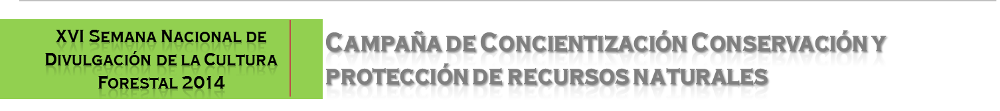 XVI Semana Nacional de
Divulgación de la Cultura
Forestal 2014
Campaña de Concientización Conservación y
protección de recursos naturales